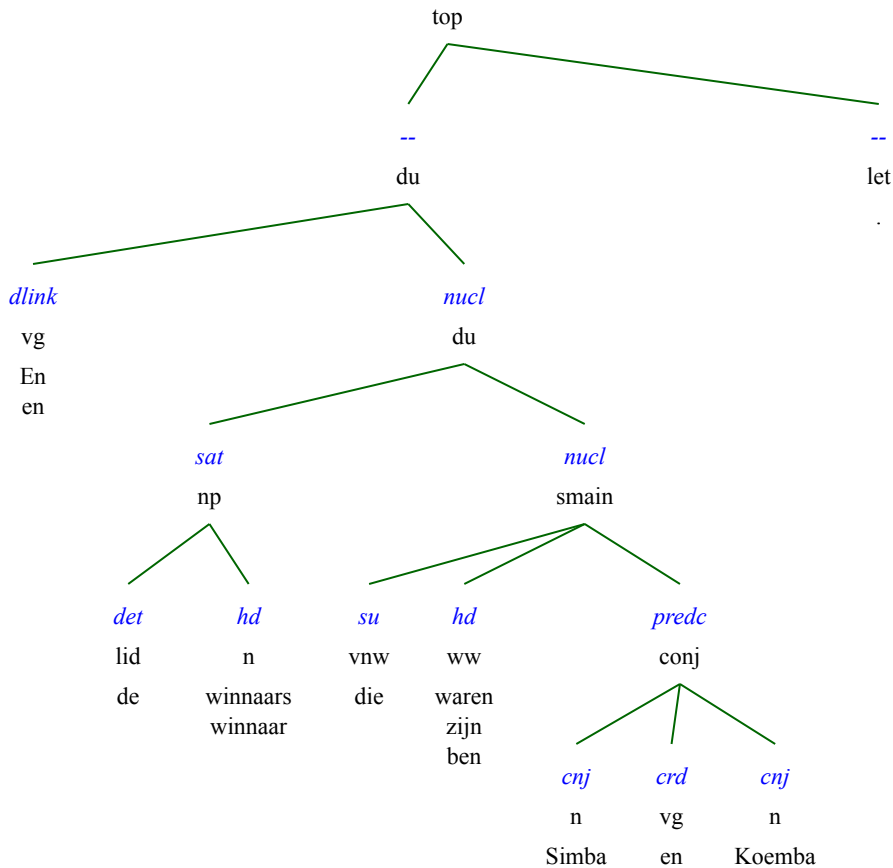 top
-- --
du let
.
dlink nucl
vg du
En
en
sat nucl
np smain
det hd su hd predc
lid n vnw ww conj
de winnaars die waren
winnaar zijn
ben
cnj crd cnj
n vg n
Simba en Koemba